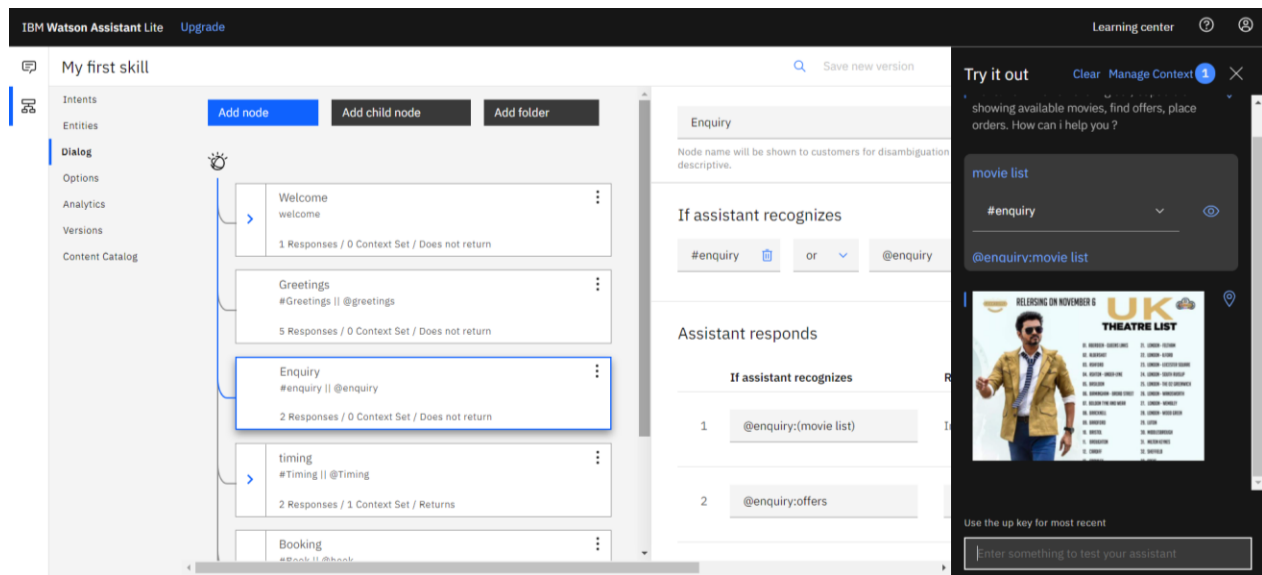 IBM Watson Assistant Lite Upgrade Learning center
My first skill
Save new version
Intents
Entities
Dialog
Options
Analytics
Versions
Content Catalog
Add node Add child node Add folder
Welcome
welcome
1 Responses / 0 Context Set / Does not return
Greetings
#Greetings || @greetings
5 Responses / 0 Context Set / Does not return
Enquiry
#enquiry || @enquiry
2 Responses / 0 Context Set / Does not return
timing
#Timing || @Timing
2 Responses / 1 Context Set / Returns
Booking
#Book || @book
Enquiry
Node name will be shown to customers for disambiguation
descriptive.
If assistant recognizes
#enquiry or @enquiry
Assistant responds
If assistant recognizes R
1 @enquiry:(movie list)
2 @enquiry:offers
Try it out Clear Manage Context 1
showing available movies, find offers, place
orders. How can i help you ?
movie list
#enquiry
@enquiry:movie list
RELERSING ON NOVEMBER 6
UK
THEATRE LIST
Use the up key for most recent
Enter something to test your assistant